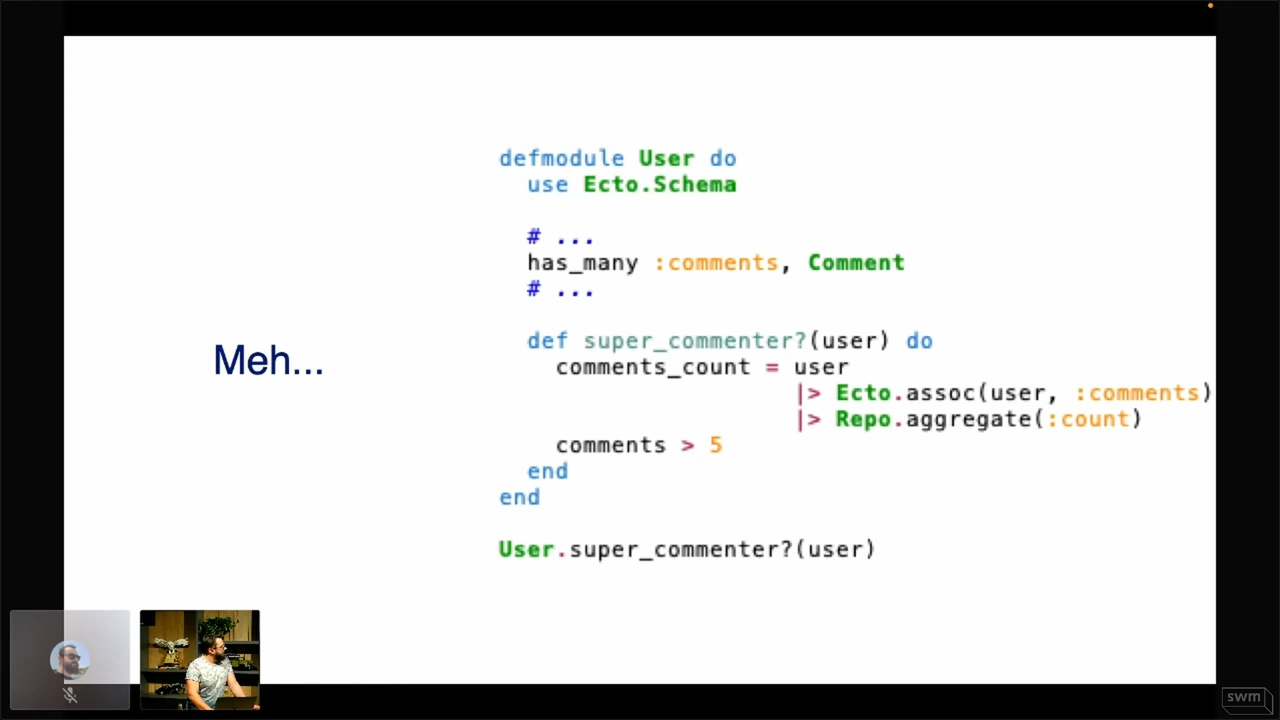 Meh...
defmodule User do
  use Ecto.Schema

  # ...
  has_many :comments, Comment
  # ...

  def super_commenter?(user) do
    comments_count = user
                     |> Ecto.assoc(user, :comments)
                     |> Repo.aggregate(:count)
    comments > 5
  end
end

User.super_commenter?(user)
swm